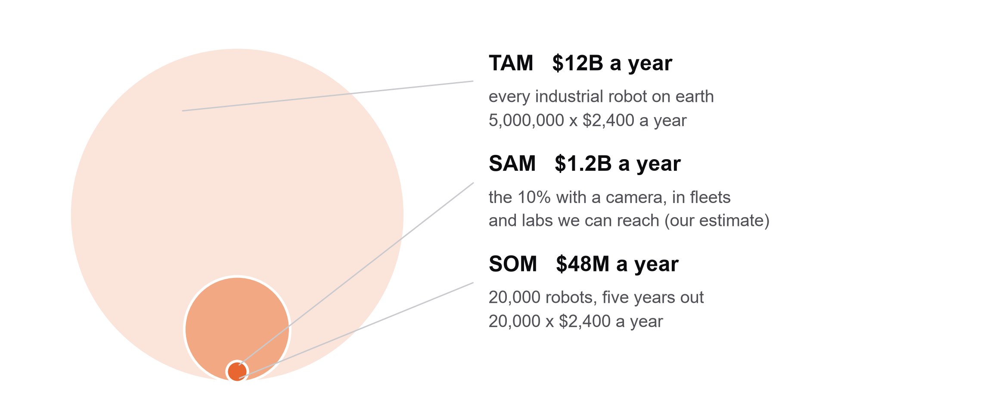 TAM $12B a year
every industrial robot on earth
5,000,000 x $2,400 a year
SAM $1.2B a year
the 10% with a camera, in fleets
and labs we can reach (our estimate)
SOM $48M a year
20,000 robots, five years out
20,000 x $2,400 a year